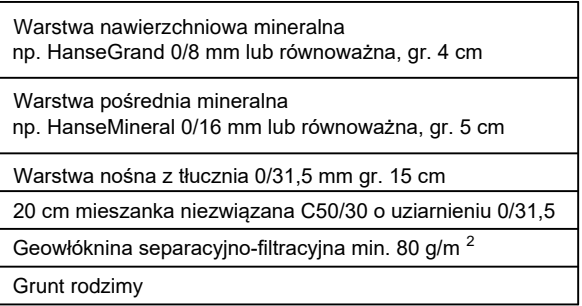 Warstwa nawierzchniowa mineralna
np. HanseGrand 0/8 mm lub równoważna, gr. 4 cm
Warstwa pośrednia mineralna
np. HanseMineral 0/16 mm lub równoważna, gr. 5 cm
Warstwa nośna z tłucznia 0/31,5 mm gr. 15 cm
20 cm mieszanka niezwiązana C50/30 o uziarnieniu 0/31,5
Geowłóknina separacyjno-filtracyjna min. 80 g/m ²
Grunt rodzimy